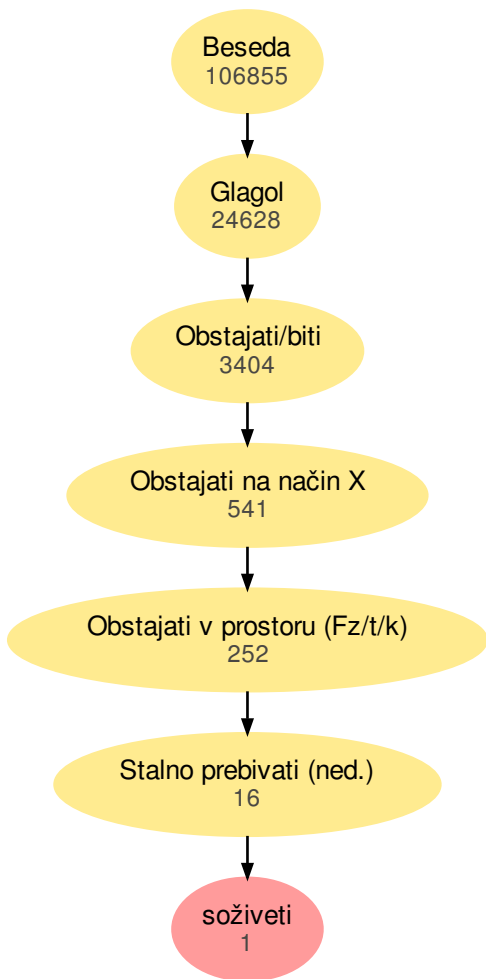 Beseda
106855
Glagol
24628
Obstajati/biti
3404
Obstajati na način X
541
Obstajati v prostoru (Fz/t/k)
252
Stalno prebivati (ned.)
16
soživeti
1